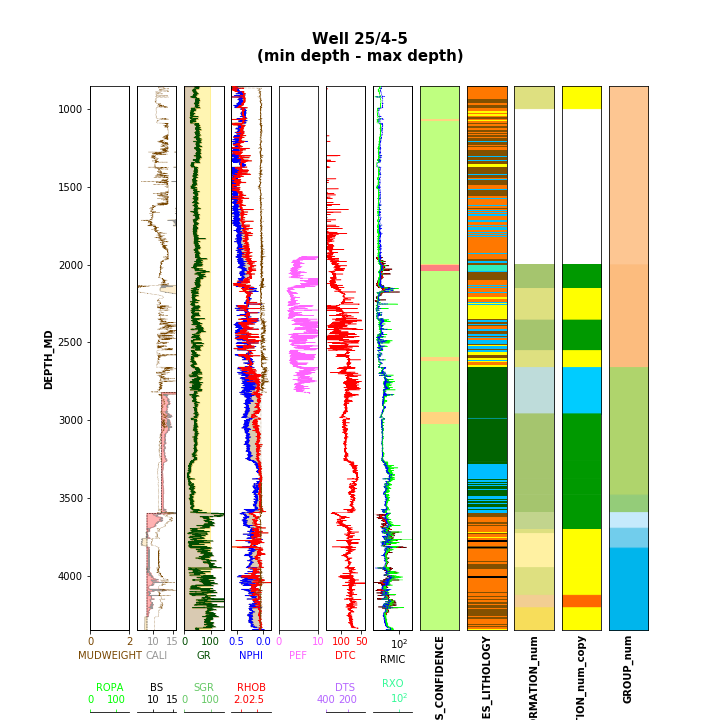 Well 25/4-5
(min depth - max depth)
DEPTH_MD
1000
1500
2000
2500
3000
3500
4000
0 2 10 15 0 100 0.5 0.0 0 10 100 50 10²
MUDWEIGHT CALI GR NPHI PEF DTC RMIC
ROPA BS SGR RHOB DTS RXO
0 100 10 15 0 100 2.02.5 400 200 10²
S_CONFIDENCE
ES_LITHOLOGY
RMATION_num
TION_num_copy
GROUP_num